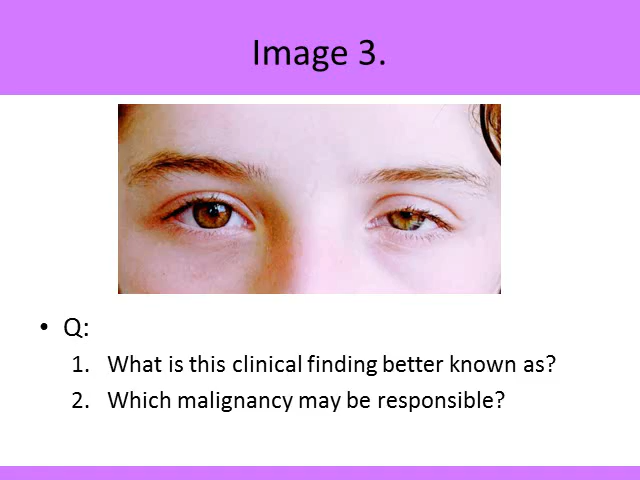 Image 3.
• Q:
1. What is this clinical finding better known as?
2. Which malignancy may be responsible?